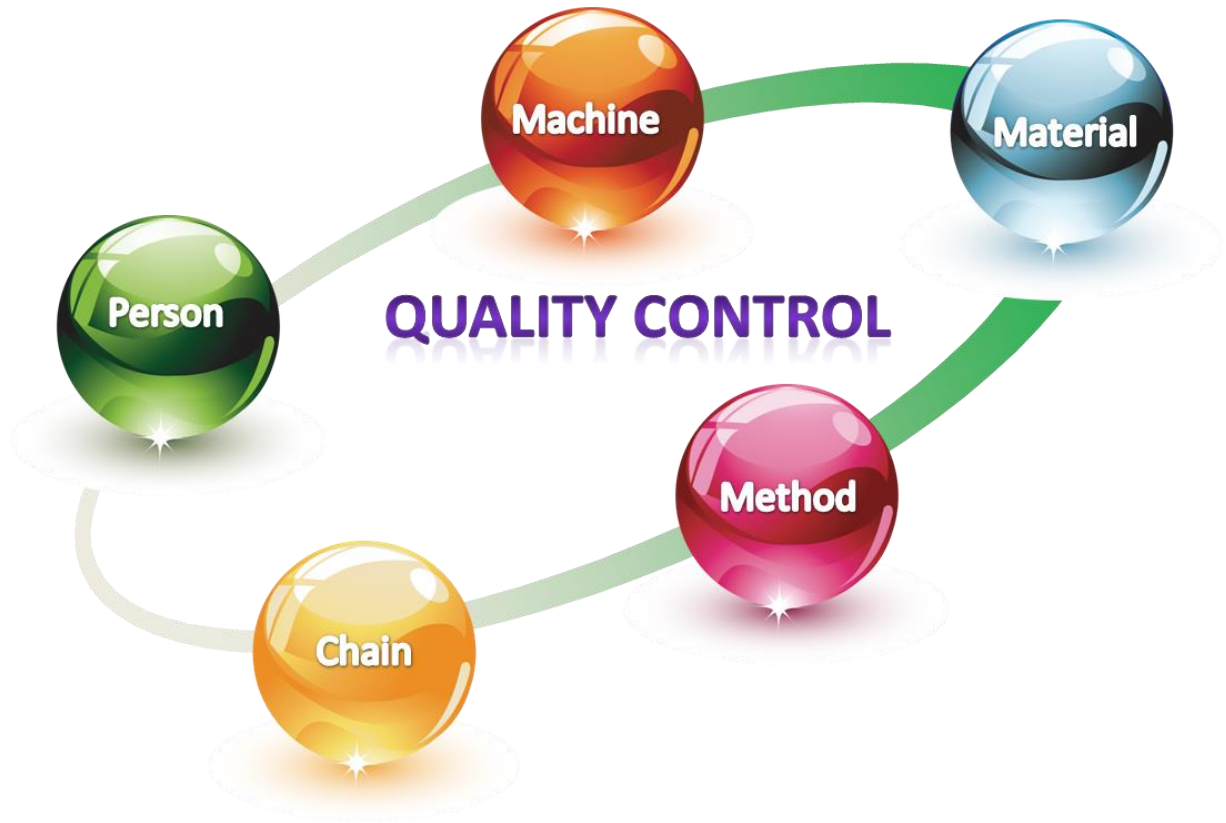 Machine
Material
Person
QUALITY CONTROL
Method
Chain